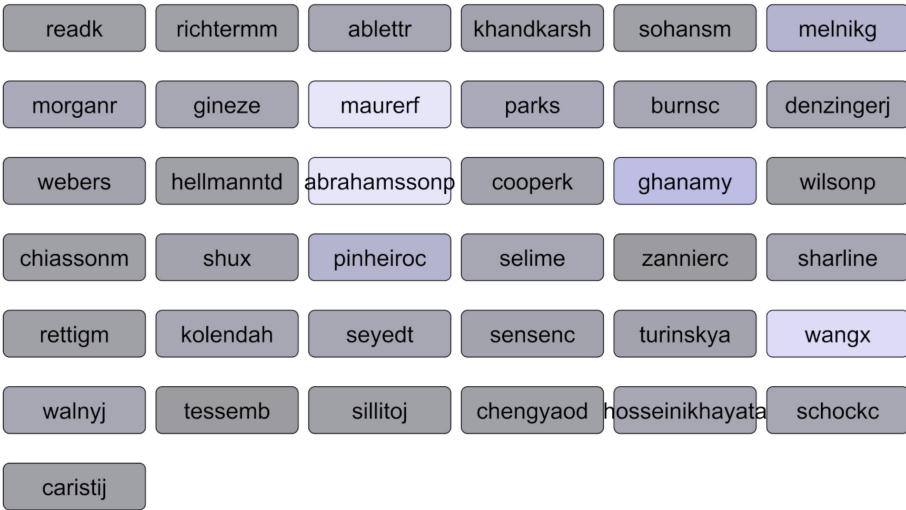 readk richtermm ablettr khandkarsh sohansm melnikg
morganr gineze maurerf parks burnsc denzingerj
webers hellmanntd abrahamssonp cooperk ghanamy wilsonp
chiassonm shux pinheiroc selime zannierc sharline
rettigm kolendah seyedt sensenc turinskya wangx
walnyj tessemb sillitoj chengyaod hosseinikhayata schockc
caristij